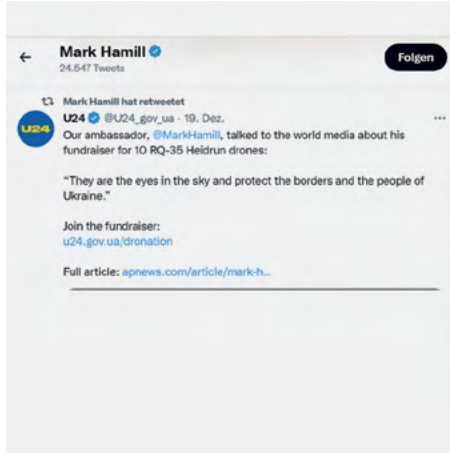 Mark Hamill
24.547 Tweets
Folgen
Mark Hamill hat retweetet
U24
U24 @U24_gov_ua · 19. Dez.
Our ambassador, @MarkHamill, talked to the world media about his
fundraiser for 10 RQ-35 Heidrun drones:
“They are the eyes in the sky and protect the borders and the people of
Ukraine.”
Join the fundraiser:
u24.gov.ua/dronation
Full article: apnews.com/article/mark-h...